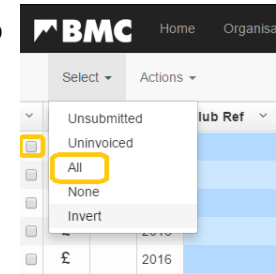 BMC Home Organisa
Select Actions
lub Ref
Unsubmitted
Uninvoiced
All
None
Invert
£ 2016